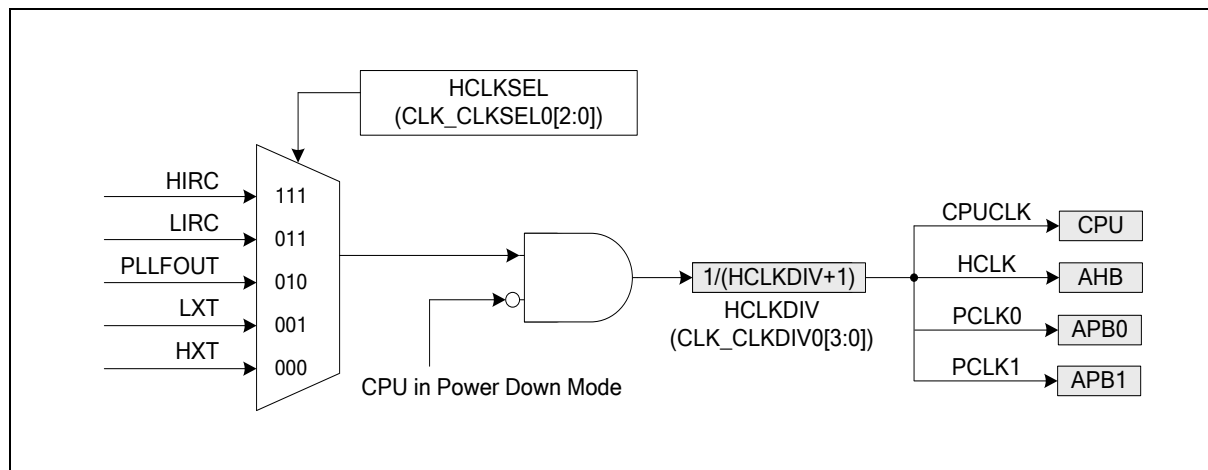 HCLKSEL
(CLK_CLKSEL0[2:0])
HIRC
111
LIRC
011
PLLFOUT
010
LXT
001
HXT
000
CPU in Power Down Mode
1/(HCLKDIV+1)
HCLKDIV
(CLK_CLKDIV0[3:0])
CPUCLK
CPU
HCLK
AHB
PCLK0
APB0
PCLK1
APB1